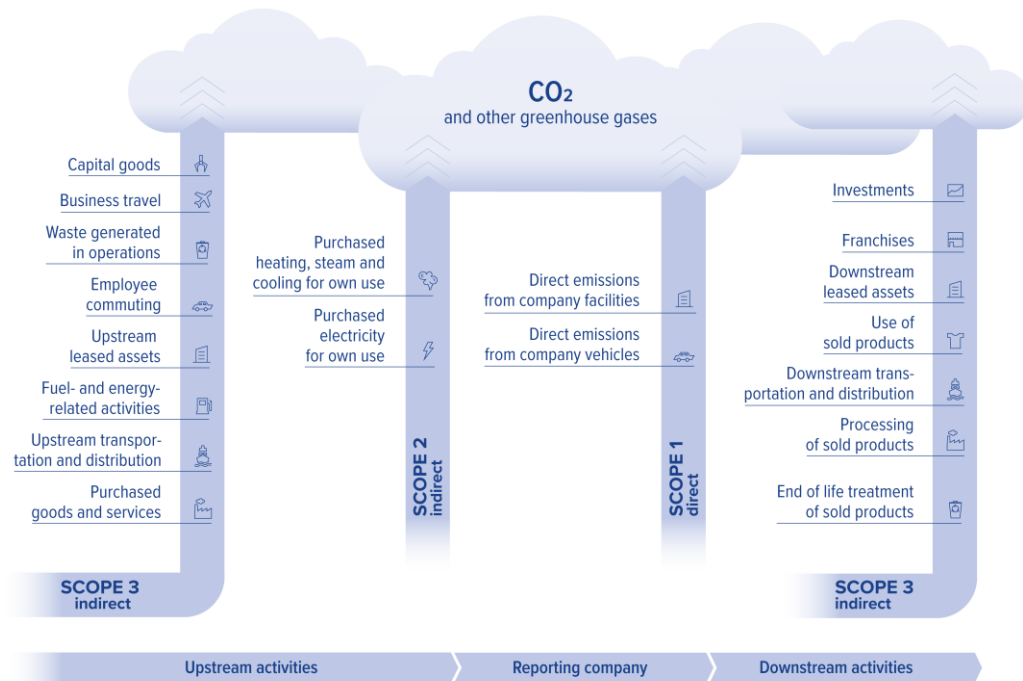 CO₂
and other greenhouse gases
Capital goods
Business travel
Waste generated
in operations
Employee
commuting
Upstream
leased assets
Fuel- and energy-
related activities
Upstream transpor-
tation and distribution
Purchased
goods and services
SCOPE 3
indirect
Purchased
heating, steam and
cooling for own use
Purchased
electricity
for own use
SCOPE 2
indirect
Direct emissions
from company facilities
Direct emissions
from company vehicles
SCOPE 1
direct
Investments
Franchises
Downstream
leased assets
Use of
sold products
Downstream trans-
portation and distribution
Processing
of sold products
End of life treatment
of sold products
SCOPE 3
indirect
Upstream activities
Reporting company
Downstream activities